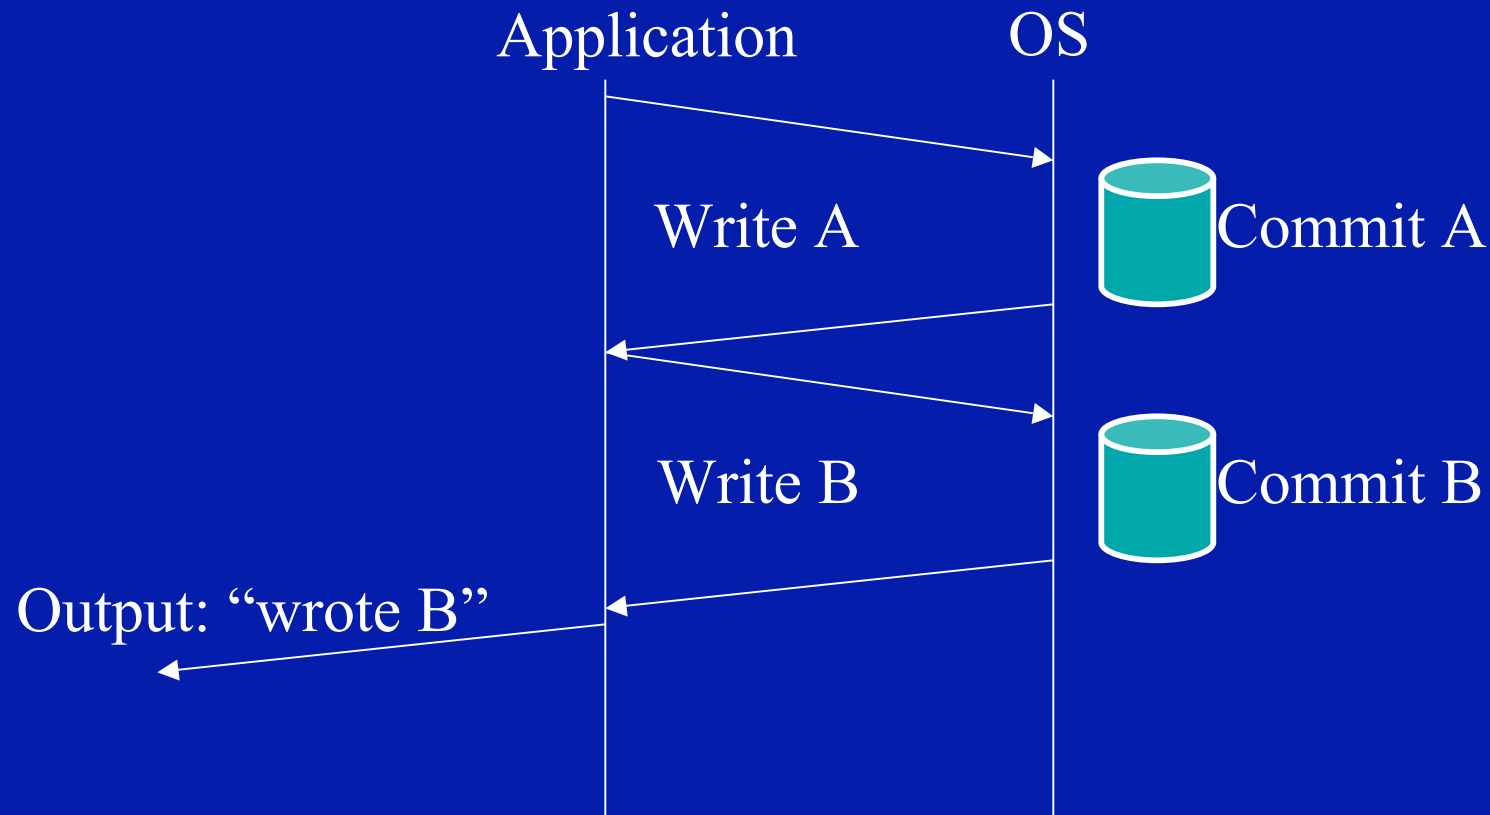 Application OS
Write A Commit A
Write B Commit B
Output: “wrote B”